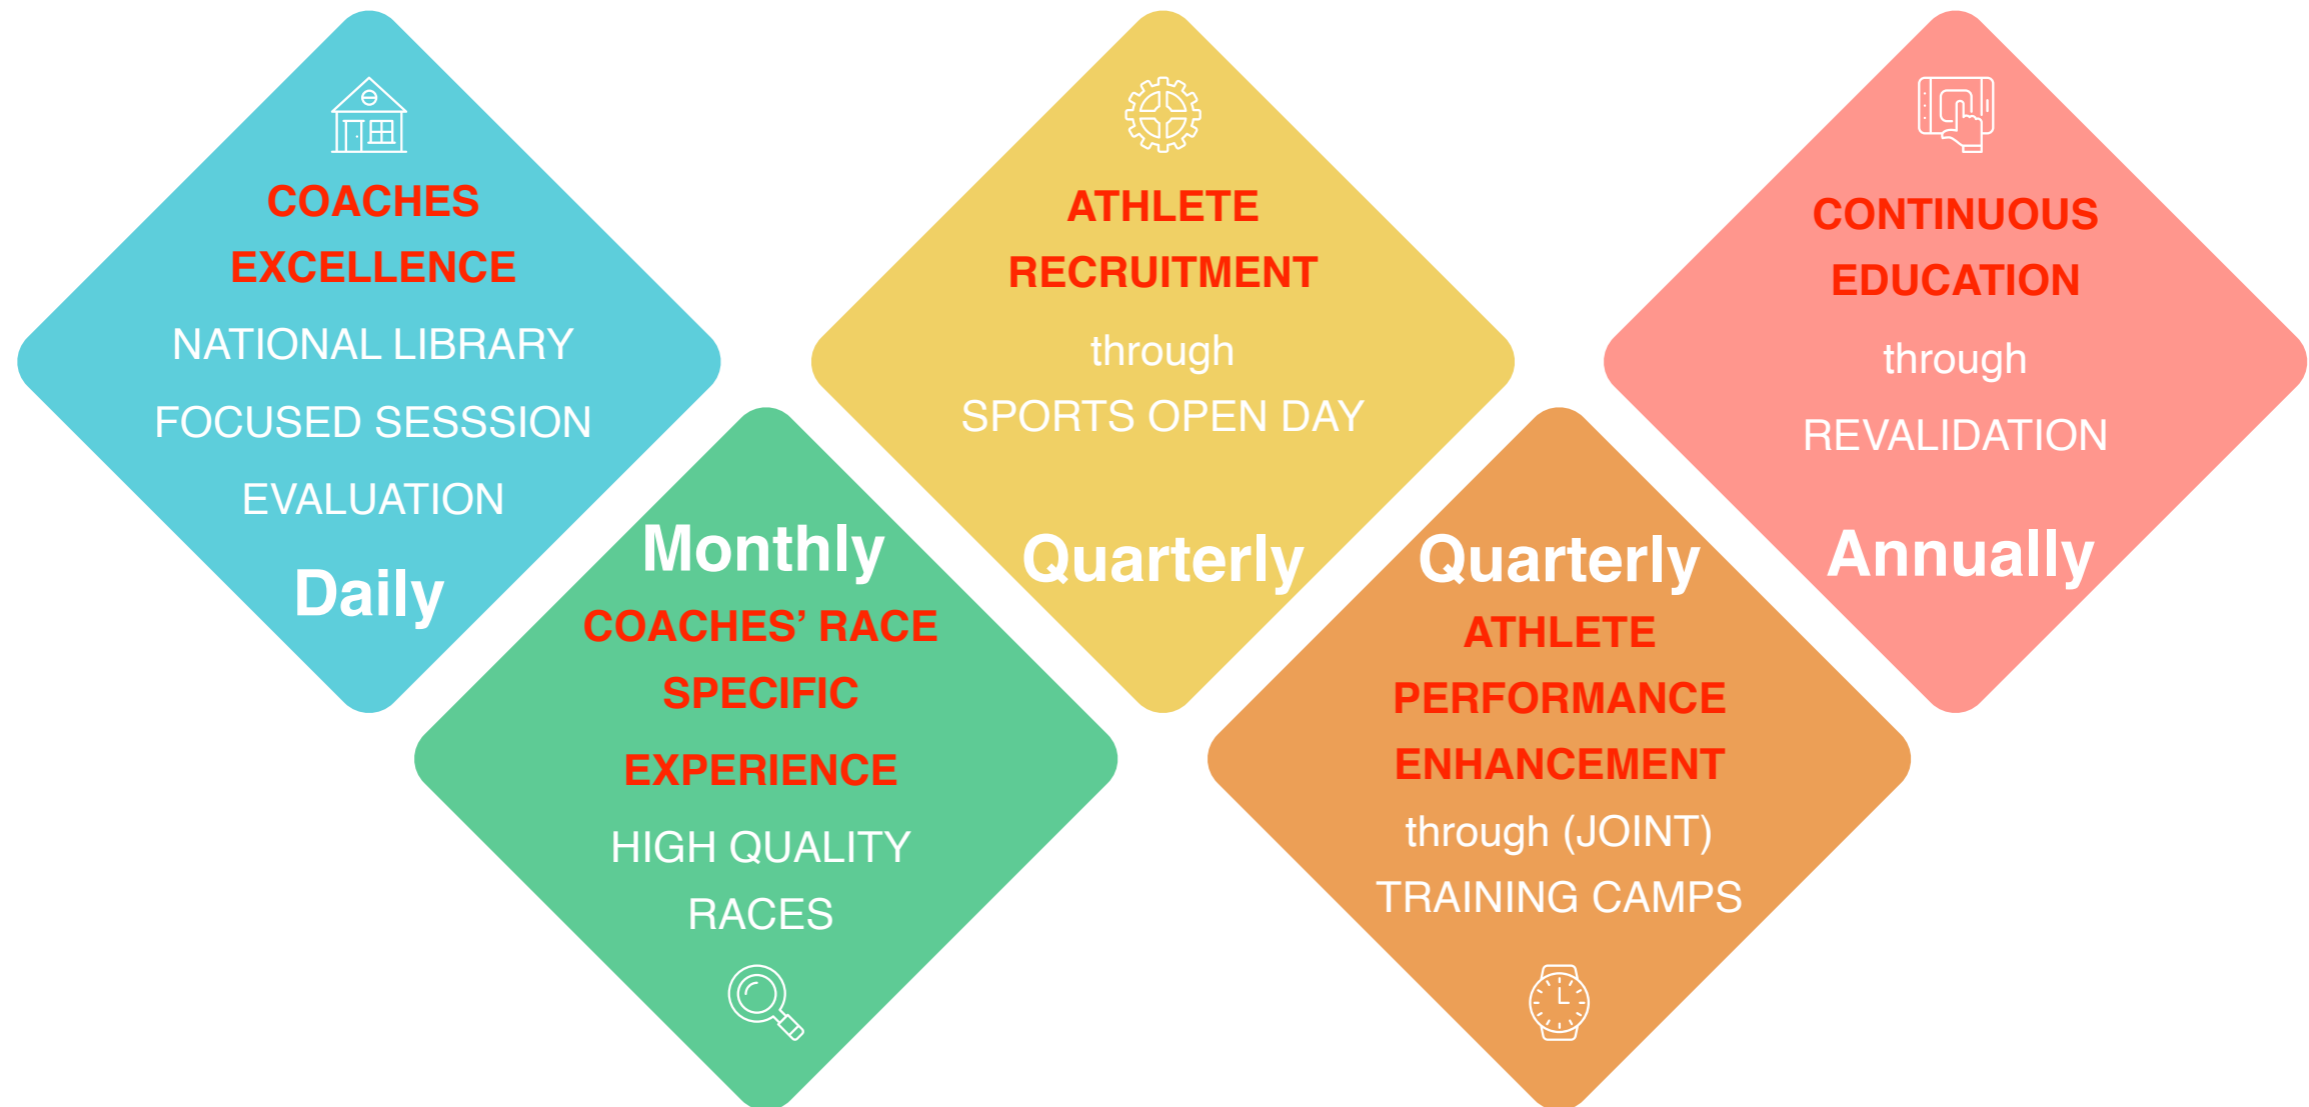 COACHES
EXCELLENCE
NATIONAL LIBRARY
FOCUSED SESSSION
EVALUATION
Daily
Monthly
COACHES’ RACE
SPECIFIC
EXPERIENCE
HIGH QUALITY
RACES
ATHLETE
RECRUITMENT
through
SPORTS OPEN DAY
Quarterly
Quarterly
ATHLETE
PERFORMANCE
ENHANCEMENT
through (JOINT)
TRAINING CAMPS
CONTINUOUS
EDUCATION
through
REVALIDATION
Annually